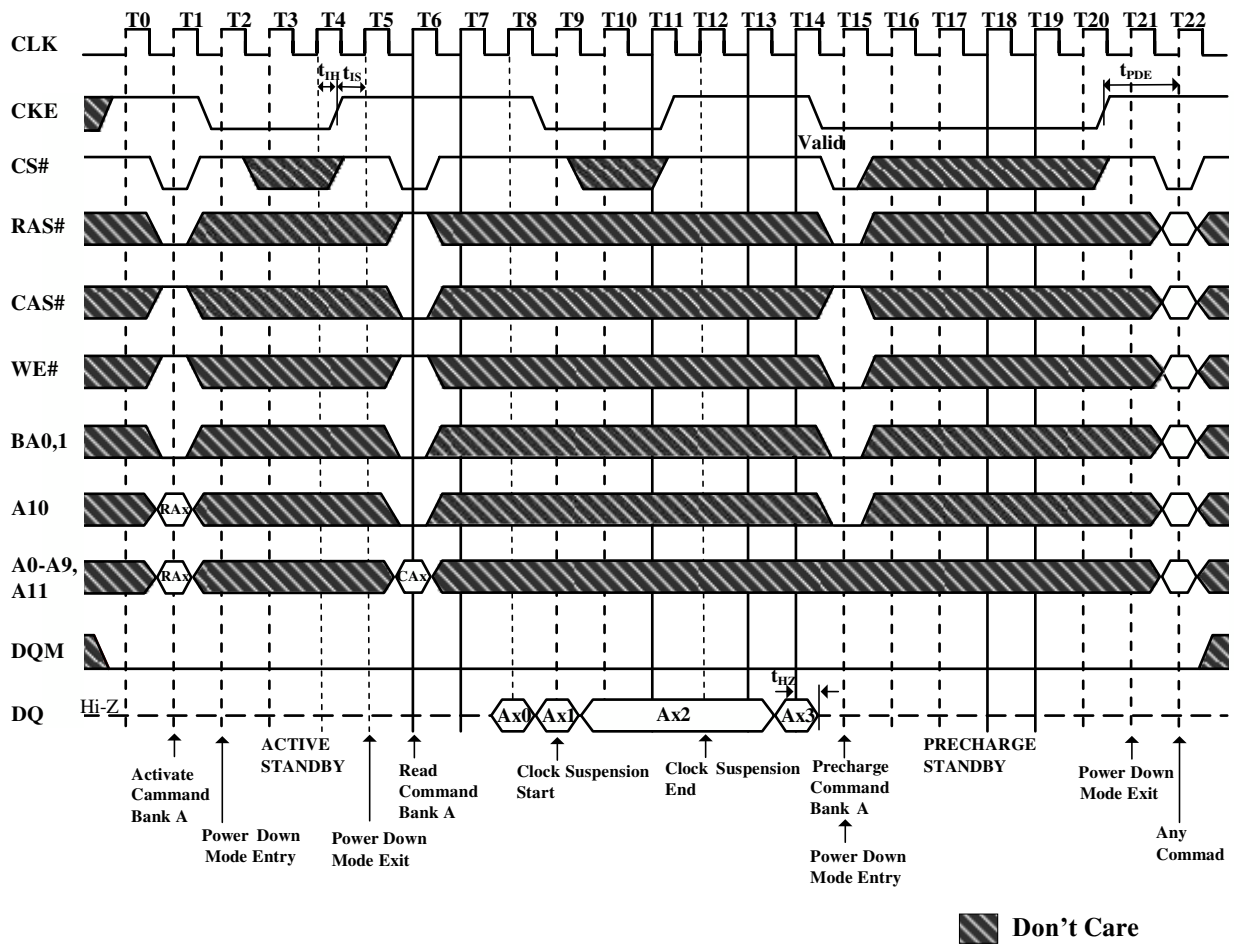 T0 T1 T2 T3 T4 T5 T6 T7 T8 T9 T10 T11 T12 T13 T14 T15 T16 T17 T18 T19 T20 T21 T22
CLK
tIH tIS
tPDE
CKE
Valid
CS#
RAS#
CAS#
WE#
BA0,1
A10
RAx
A0-A9,
A11
RAx
CAx
DQM
tHZ
DQ
Hi-Z
Ax0
Ax1
Ax2
Ax3
Activate
Cammand
Bank A
Power Down
Mode Entry
ACTIVE
STANDBY
Power Down
Mode Exit
Read
Command
Bank A
Clock Suspension
Start
Clock Suspension
End
Precharge
Command
Bank A
Power Down
Mode Entry
PRECHARGE
STANDBY
Power Down
Mode Exit
Any
Commad
Don't Care